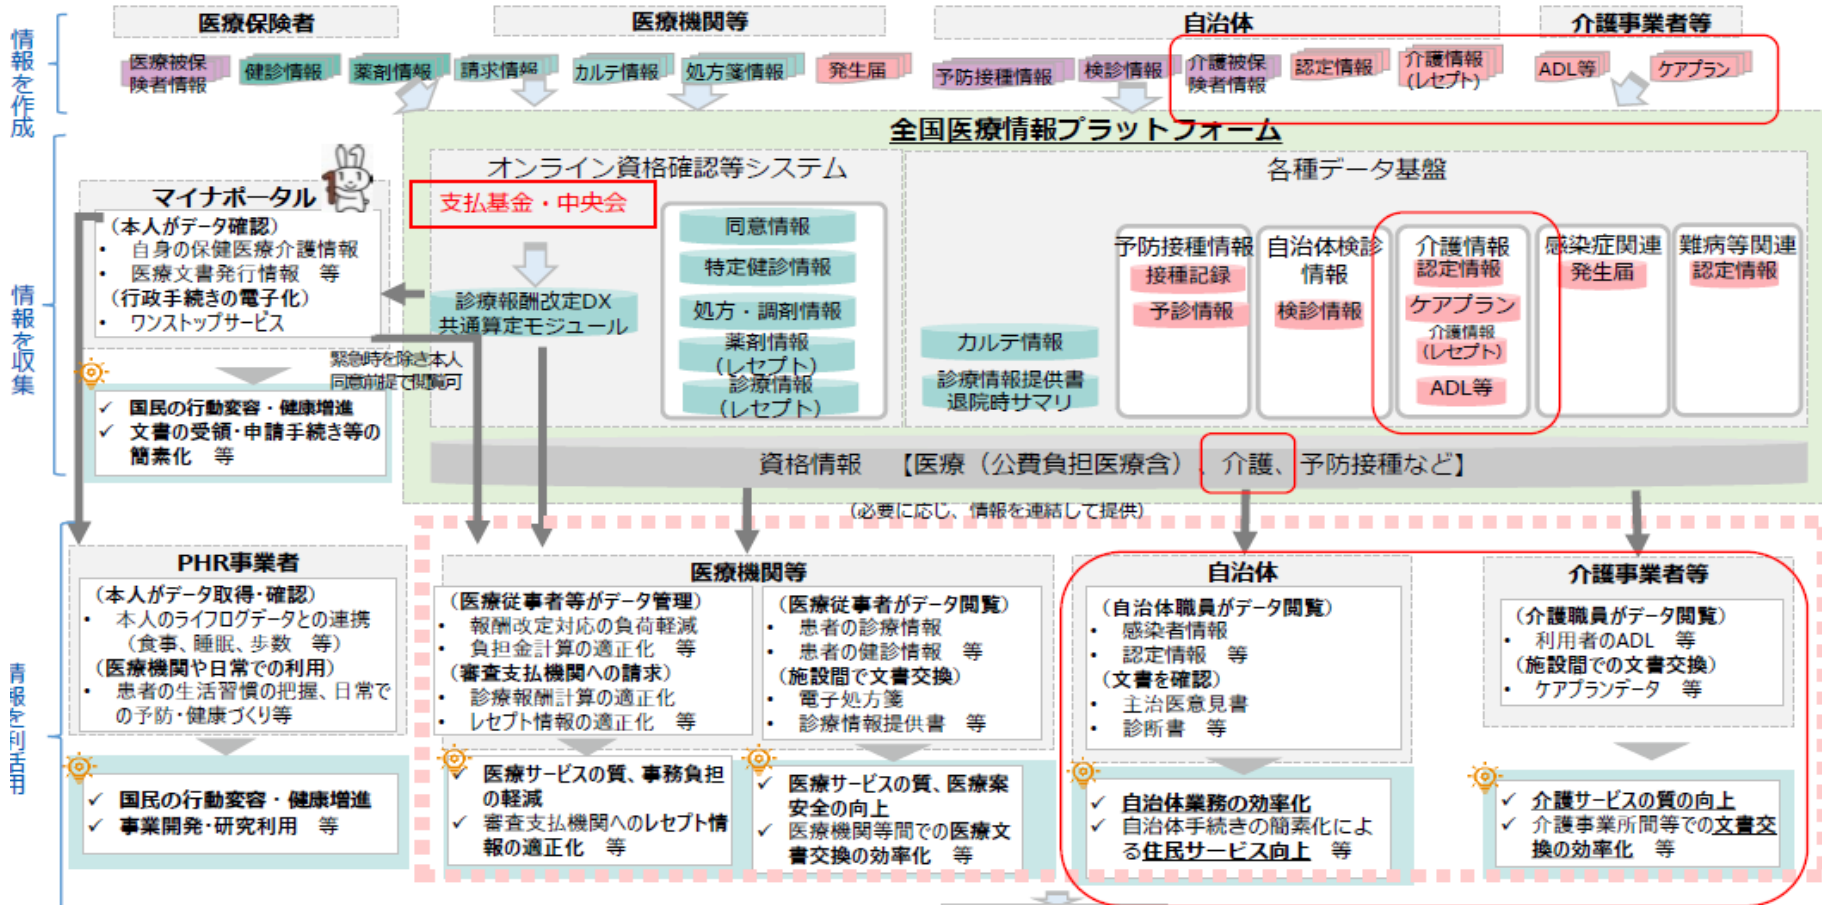 情報を作成
医療保険者
医療機関等
自治体
介護事業者等
医療被保
険者情報
健診情報
薬剤情報
請求情報
カルテ情報
処方箋情報
発生届
予防接種情報
検診情報
介護被保
険者情報
認定情報
介護情報
(レセプト)
ADL等
ケアプラン
情報を収集
全国医療情報プラットフォーム
オンライン資格確認等システム
各種データ基盤
支払基金・中央会
診療報酬改定DX
共通算定モジュール
同意情報
特定健診情報
処方・調剤情報
薬剤情報
(レセプト)
診療情報
(レセプト)
カルテ情報
診療情報提供書
退院時サマリ
予防接種情報
接種記録
予診情報
自治体検診
情報
検診情報
介護情報
認定情報
ケアプラン
介護情報
(レセプト)
ADL等
感染症関連
発生届
難病等関連
認定情報
資格情報 【医療（公費負担医療含）、介護、予防接種など】
マイナポータル
(本人がデータ確認)
・ 自身の保健医療介護情報
・ 医療文書発行情報 等
(行政手続きの電子化)
・ ワンストップサービス
緊急時を除き本人
同意前提で閲覧可
✓ 国民の行動変容・健康増進
✓ 文書の受領・申請手続き等の
簡素化 等
(必要に応じ、情報を連結して提供)
情報を利活用
PHR事業者
(本人がデータ取得・確認)
・ 本人のライフログデータとの連携
（食事、睡眠、歩数 等）
(医療機関や日常での利用)
・ 患者の生活習慣の把握、日常で
の予防・健康づくり等
✓ 国民の行動変容・健康増進
✓ 事業開発・研究利用 等
医療機関等
(医療従事者等がデータ管理)
・ 報酬改定対応の負荷軽減
・ 負担金計算の適正化 等
(審査支払機関への請求)
・ 診療報酬計算の適正化
・ レセプト情報の適正化 等
(医療従事者がデータ閲覧)
・ 患者の診療情報
・ 患者の健診情報 等
(施設間で文書交換)
・ 電子処方箋
・ 診療情報提供書 等
✓ 医療サービスの質、事務負担
の軽減
✓ 審査支払機関へのレセプト情
報の適正化 等
✓ 医療サービスの質、医療案
安全の向上
✓ 医療機関等間での医療文
書交換の効率化 等
自治体
(自治体職員がデータ閲覧)
・ 感染者情報
・ 認定情報 等
(文書を確認)
・ 主治医意見書
・ 診断書 等
✓ 自治体業務の効率化
✓ 自治体手続きの簡素化によ
る住民サービス向上 等
介護事業者等
(介護職員がデータ閲覧)
・ 利用者のADL 等
(施設間での文書交換)
・ ケアプランデータ 等
✓ 介護サービスの質の向上
✓ 介護事業所間等での文書交
換の効率化 等